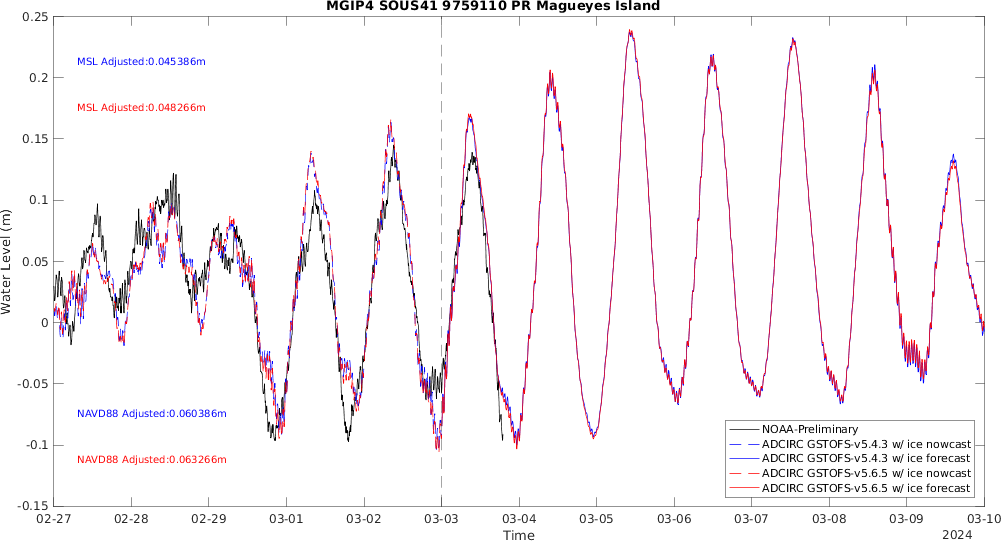 MGIP4 SOUS41 9759110 PR Magueyes Island
0.25
0.2
0.15
0.1
0.05
0
-0.05
-0.1
-0.15
Water Level (m)
MSL Adjusted:0.045386m
MSL Adjusted:0.048266m
NAVD88 Adjusted:0.060386m
NAVD88 Adjusted:0.063266m
NOAA-Preliminary
ADCIRC GSTOFS-v5.4.3 w/ ice nowcast
ADCIRC GSTOFS-v5.4.3 w/ ice forecast
ADCIRC GSTOFS-v5.6.5 w/ ice nowcast
ADCIRC GSTOFS-v5.6.5 w/ ice forecast
02-27 02-28 02-29 03-01 03-02 03-03 03-04 03-05 03-06 03-07 03-08 03-09 03-10
Time
2024